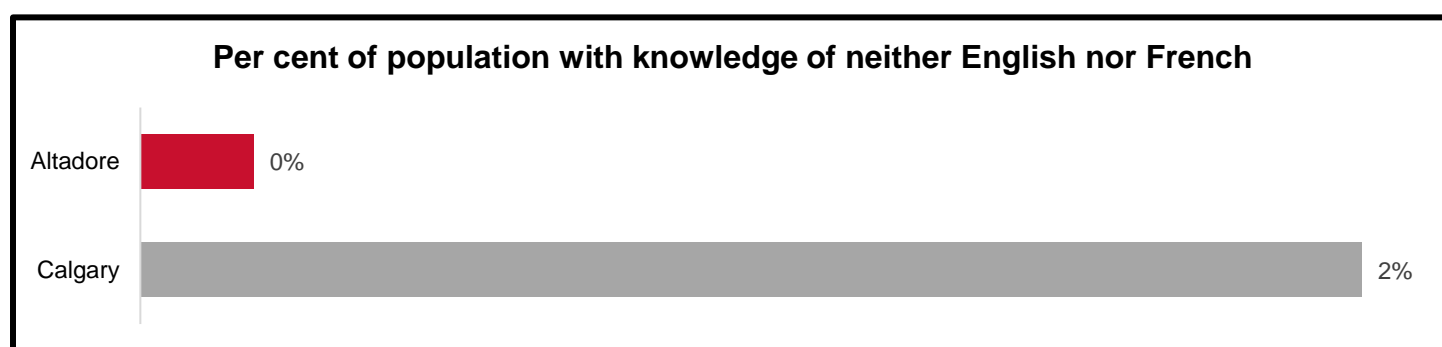 Per cent of population with knowledge of neither English nor French
Altadore 0%
Calgary 2%